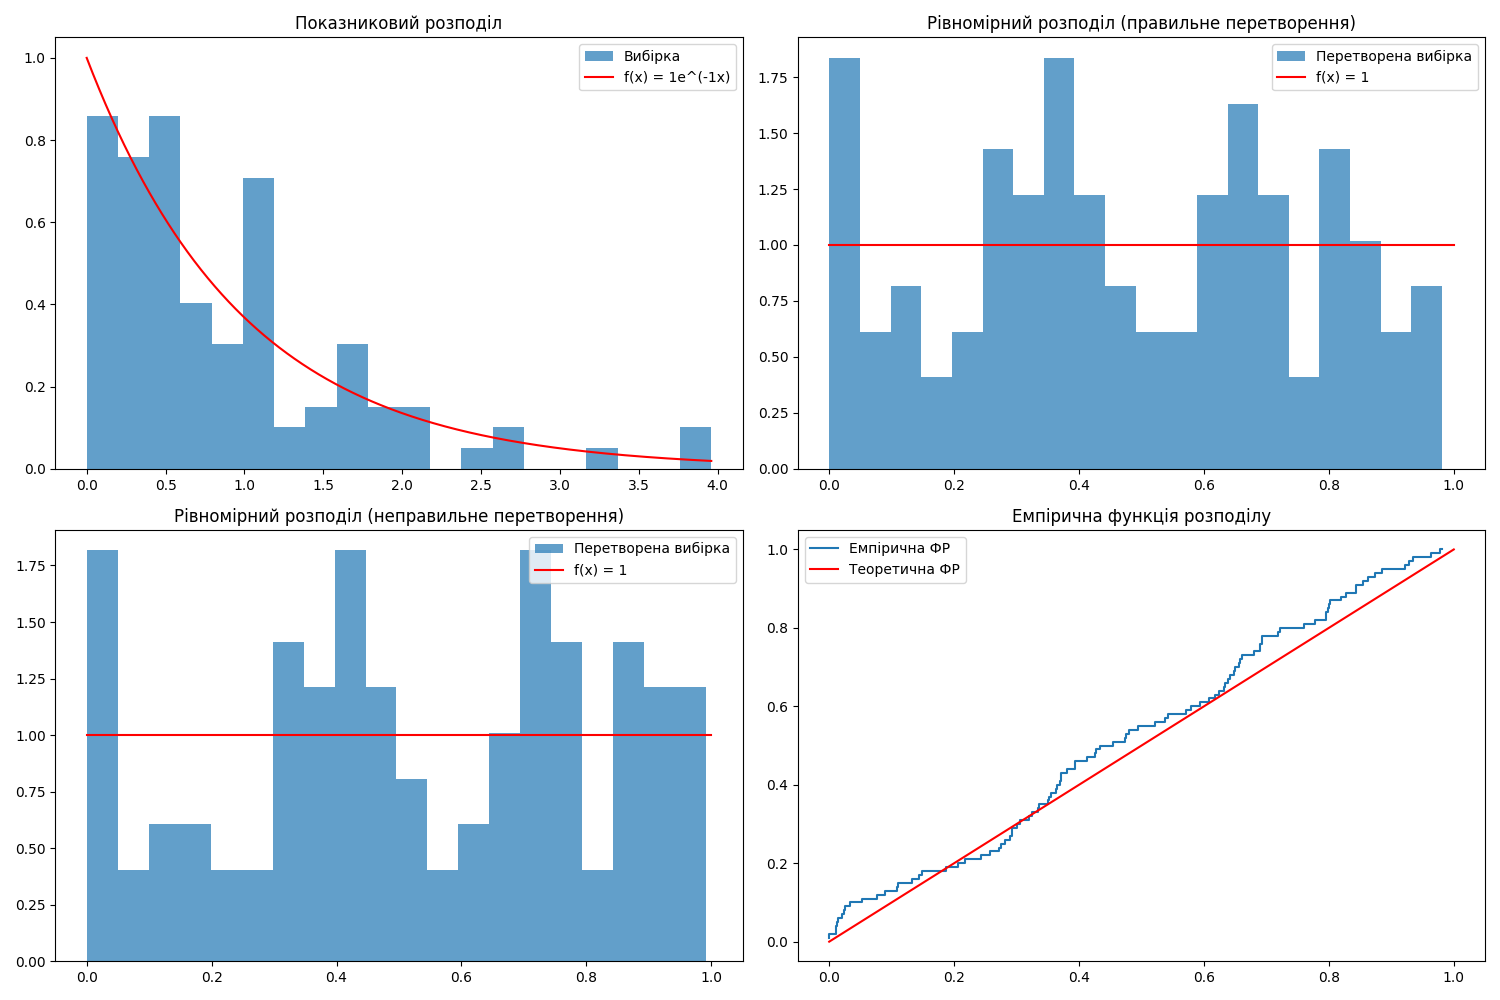 Показниковий розподіл
Вибірка
f(x) = 1e^(-1x)
1.0
0.8
0.6
0.4
0.2
0.0
0.0 0.5 1.0 1.5 2.0 2.5 3.0 3.5 4.0
Рівномірний розподіл (правильне перетворення)
Перетворена вибірка
f(x) = 1
1.75
1.50
1.25
1.00
0.75
0.50
0.25
0.00
0.0 0.2 0.4 0.6 0.8 1.0
Рівномірний розподіл (неправильне перетворення)
Перетворена вибірка
f(x) = 1
1.75
1.50
1.25
1.00
0.75
0.50
0.25
0.00
0.0 0.2 0.4 0.6 0.8 1.0
Емпірична функція розподілу
Емпірична ФР
Теоретична ФР
1.0
0.8
0.6
0.4
0.2
0.0
0.0 0.2 0.4 0.6 0.8 1.0